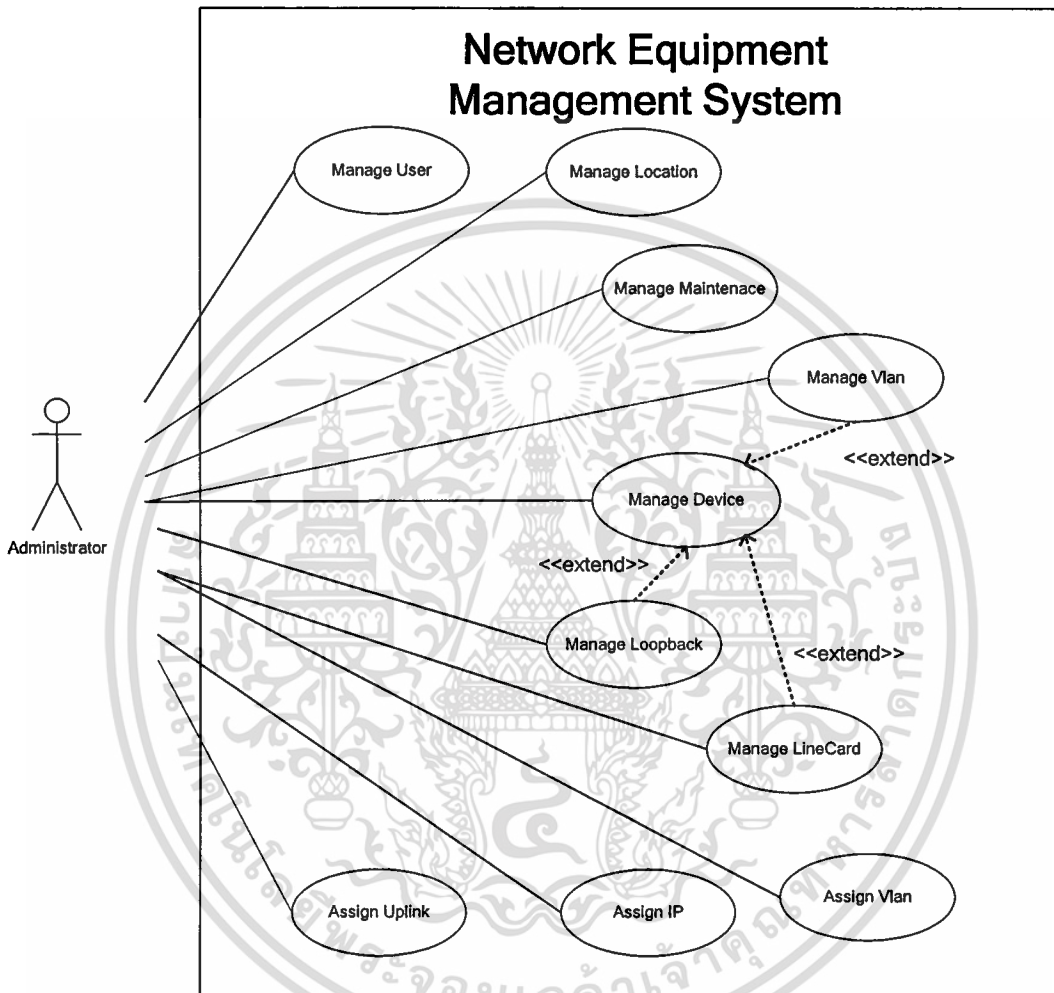 Network Equipment
Management System
Manage User
Manage Location
Manage Maintenace
Manage Vlan
<<extend>>
Manage Device
Administrator
<<extend>>
Manage Loopback
<<extend>>
Manage LineCard
Assign Uplink
Assign IP
Assign Vlan